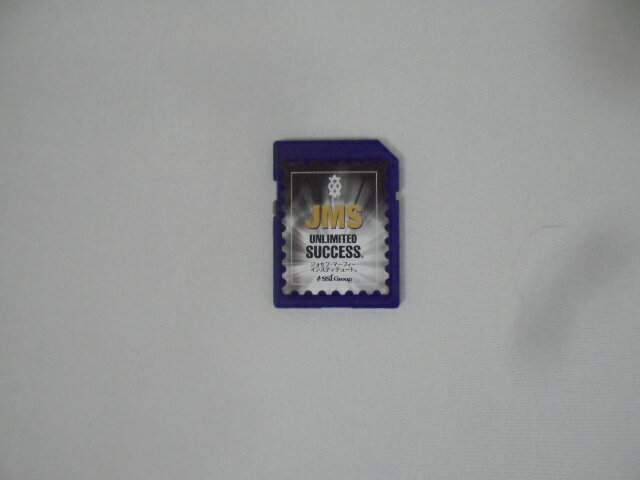 JMS
UNLIMITED
SUCCESS®
ジョセフ・マーフィー
インスティテュート®
SSI Group